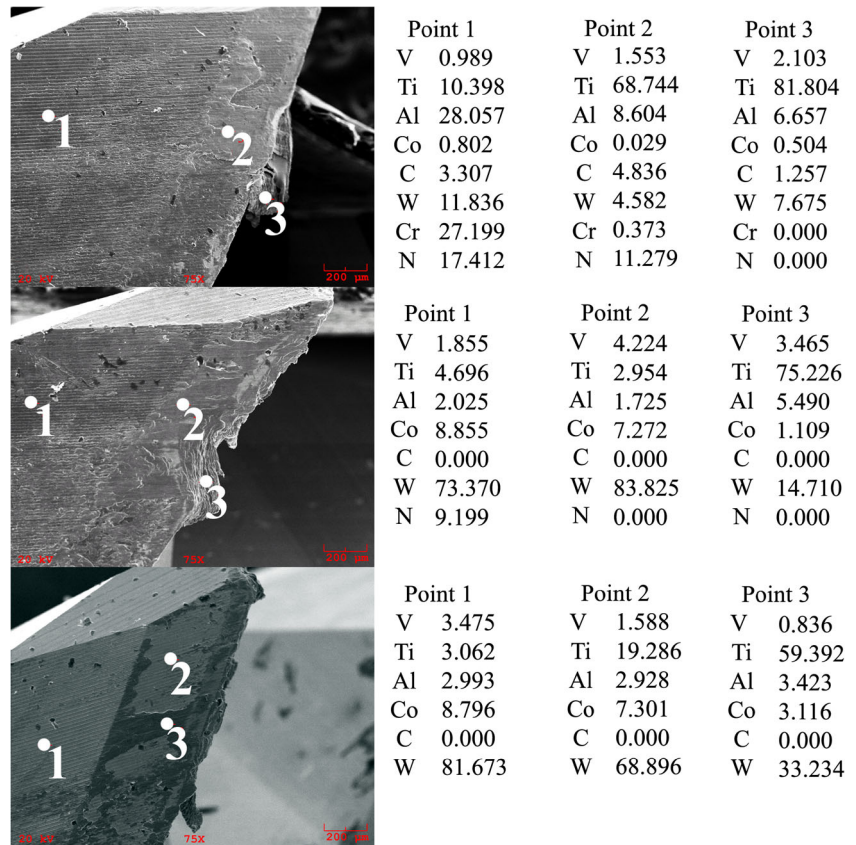 1
2
3
20 KV 75X 200 µm
Point 1 Point 2 Point 3
V 0.989 V 1.553 V 2.103
Ti 10.398 Ti 68.744 Ti 81.804
Al 28.057 Al 8.604 Al 6.657
Co 0.802 Co 0.029 Co 0.504
C 3.307 C 4.836 C 1.257
W 11.836 W 4.582 W 7.675
Cr 27.199 Cr 0.373 Cr 0.000
N 17.412 N 11.279 N 0.000
1
2
3
20 KV 75X 200 µm
Point 1 Point 2 Point 3
V 1.855 V 4.224 V 3.465
Ti 4.696 Ti 2.954 Ti 75.226
Al 2.025 Al 1.725 Al 5.490
Co 8.855 Co 7.272 Co 1.109
C 0.000 C 0.000 C 0.000
W 73.370 W 83.825 W 14.710
N 9.199 N 0.000 N 0.000
2
3
1
20 KV 75X 200 µm
Point 1 Point 2 Point 3
V 3.475 V 1.588 V 0.836
Ti 3.062 Ti 19.286 Ti 59.392
Al 2.993 Al 2.928 Al 3.423
Co 8.796 Co 7.301 Co 3.116
C 0.000 C 0.000 C 0.000
W 81.673 W 68.896 W 33.234